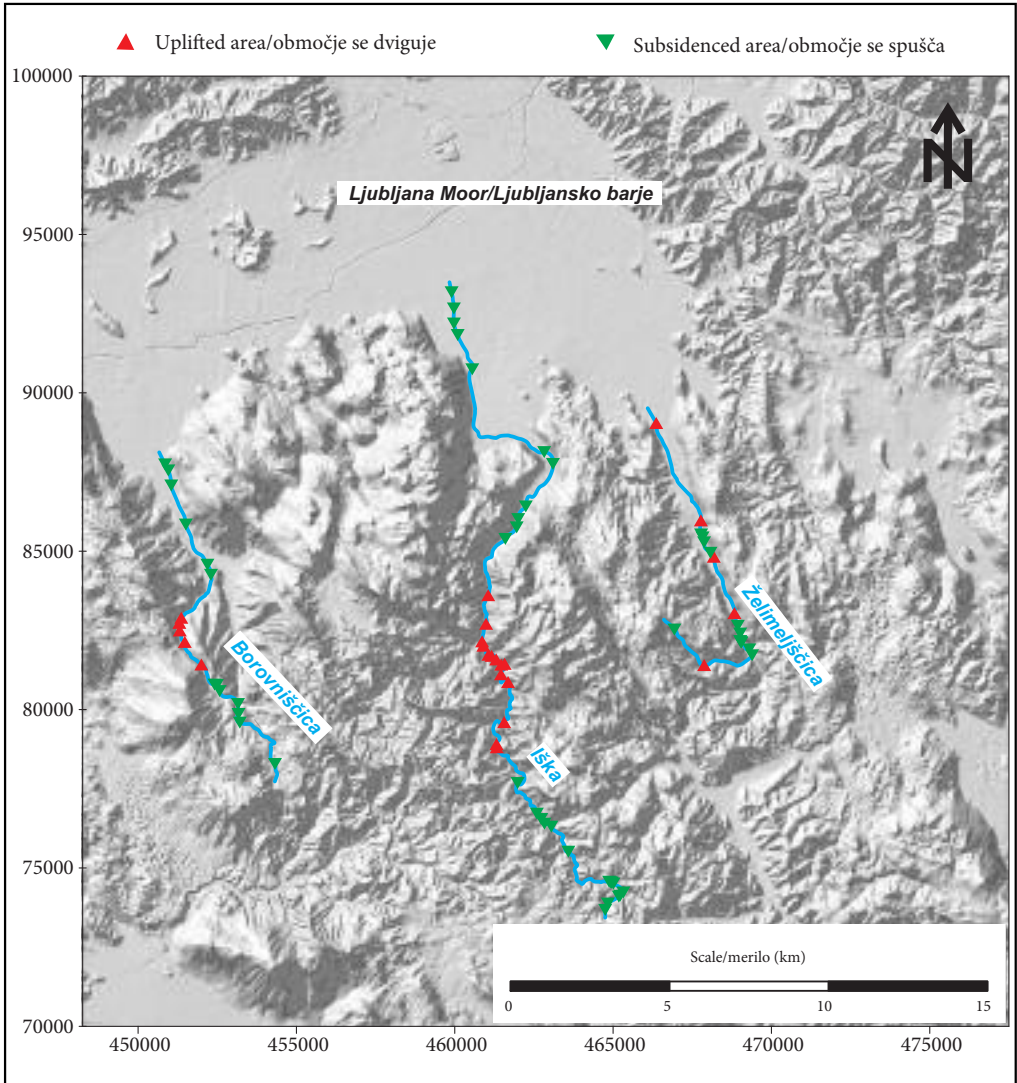 Uplifted area/območje se dviguje
Subsidenced area/območje se spušča
100000
95000
90000
85000
80000
75000
70000
N
Ljubljana Moor/Ljubljansko barje
Borovniščica
Iška
Želimeljščica
Scale/merilo (km)
0 5 10 15
450000 455000 460000 465000 470000 475000